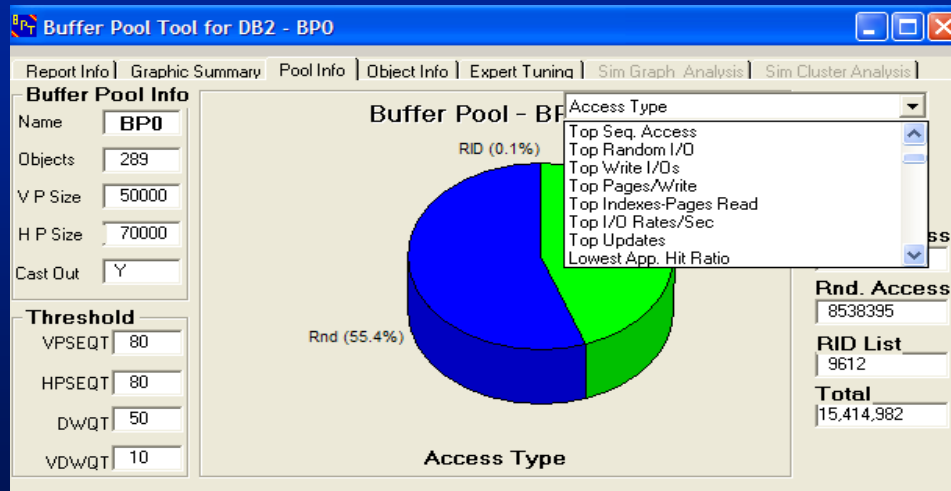 BPT Buffer Pool Tool for DB2 - BP0
Report Info Graphic Summary Pool Info Object Info Expert Tuning Sim Graph Analysis Sim Cluster Analysis
Buffer Pool Info
Name BP0
Objects 289
V P Size 50000
H P Size 70000
Cast Out Y
Threshold
VPSEQT 80
HPSEQT 80
DWQT 50
VDWQT 10
Buffer Pool - BP
RID (0.1%)
Rnd (55.4%)
Access Type
Access Type
Top Seq. Access
Top Random I/O
Top Write I/Os
Top Pages/Write
Top Indexes-Pages Read
Top I/O Rates/Sec
Top Updates
Lowest App. Hit Ratio
Rnd. Access
8538395
RID List
9612
Total
15,414,982